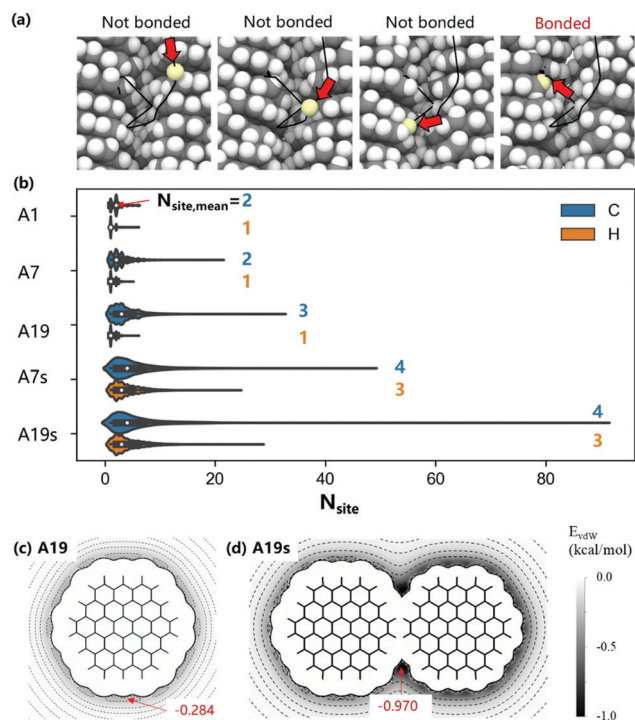 (a) Not bonded Not bonded Not bonded Bonded
(b)
N_site,mean = 2
A1
1
C
H
2
A7
1
3
A19
1
4
A7s
3
4
A19s
3
0 20 40 60 80
N_site
(c) A19
(d) A19s
E_vdW
(kcal/mol)
0.0
-0.5
-0.284
-0.970
-1.0